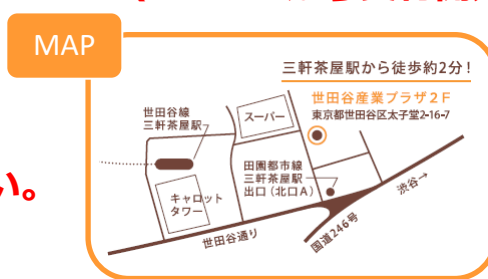 MAP
三軒茶屋駅から徒歩約2分!
世田谷産業プラザ2F
東京都世田谷区太子堂2-16-7
世田谷線
三軒茶屋駅
スーパー
田園都市線
三軒茶屋駅
出口(北口A)
キャロット
タワー
渋谷→
世田谷通り
国道246号
い。